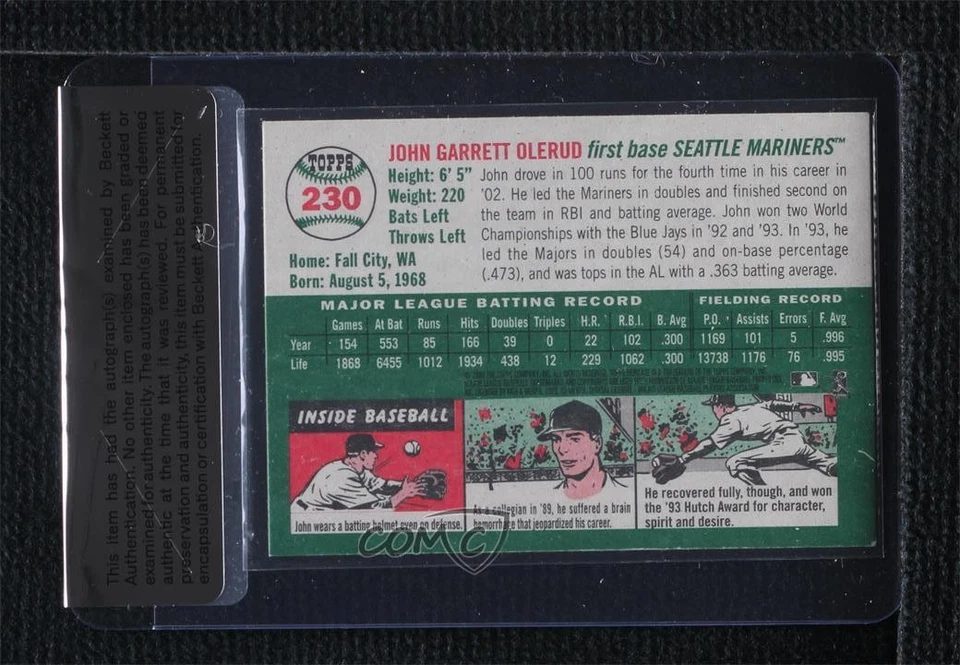 This item has had the autograph(s) examined by Beckett
Authentication. No other item enclosed has been graded or
examined for authenticity. The autograph(s) has been deemed
authentic at the time that it was reviewed. For permanent
preservation and authenticity, this item must be submitted for
encapsulation or certification with Beckett Authentication.
TOPPS
230
JOHN GARRETT OLERUD first base SEATTLE MARINERS™
Height: 6' 5"
Weight: 220
Bats Left
Throws Left
Home: Fall City, WA
Born: August 5, 1968
John drove in 100 runs for the fourth time in his career in
'02. He led the Mariners in doubles and finished second on
the team in RBI and batting average. John won two World
Championships with the Blue Jays in '92 and '93. In '93, he
led the Majors in doubles (54) and on-base percentage
(.473), and was tops in the AL with a .363 batting average.
MAJOR LEAGUE BATTING RECORD FIELDING RECORD
Games At Bat Runs Hits Doubles Triples H.R. R.B.I. B. Avg P.O. Assists Errors F. Avg
Year 154 553 85 166 39 0 22 102 .300 1169 101 5 .996
Life 1868 6455 1012 1934 438 12 229 1062 .300 13738 1176 76 .995
INSIDE BASEBALL
John wears a batting helmet even on defense.
As a collegian in '89, he suffered a brain
hemorrhage that jeopardized his career.
He recovered fully, though, and won
the '93 Hutch Award for character,
spirit and desire.
COMC